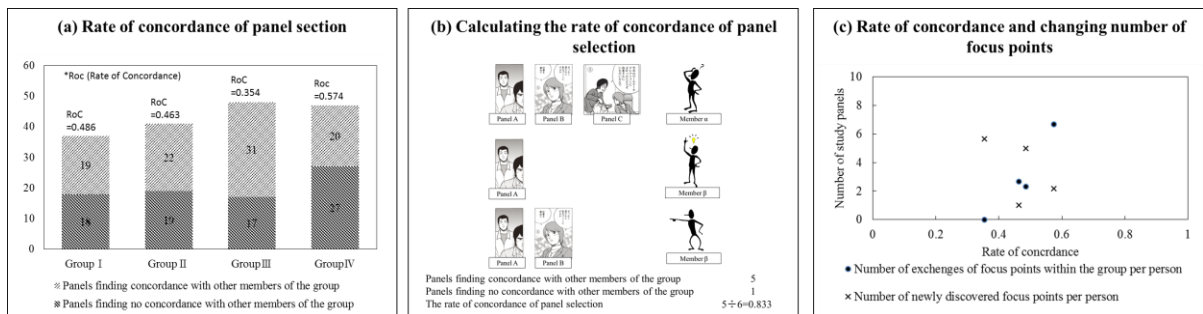 (a) Rate of concordance of panel section
*Roc (Rate of Concordance)
60
50
40
30
20
10
0
RoC
=0.486
RoC
=0.463
RoC
=0.354
Roc
=0.574
19
22
31
20
18
19
17
27
Group I
Group II
Group III
Group IV
Panels finding concordance with other members of the group
Panels finding no concordance with other members of the group
(b) Calculating the rate of concordance of panel
selection
Panel A
Panel B
Panel C
Member α
Panel A
Member β
Panel A
Panel B
Member β
Panels finding concordance with other members of the group 5
Panels finding no concordance with other members of the group 1
The rate of concordance of panel selection 5÷6=0.833
(c) Rate of concordance and changing number of
focus points
Number of study panels
10
8
6
4
2
0
0 0.2 0.4 0.6 0.8 1
Rate of concrdance
Number of exchenges of focus points within the group per person
Number of newly discovered focus points per person